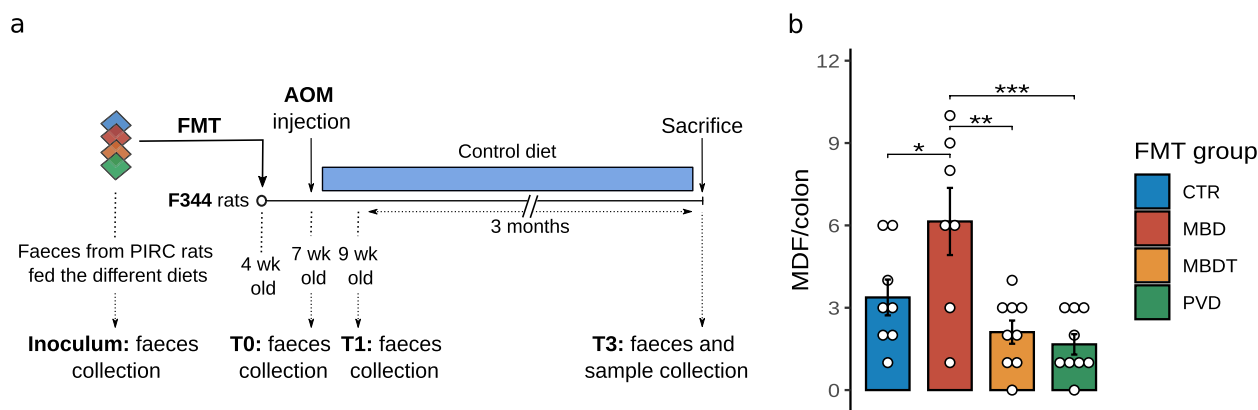 a
FMT
AOM
injection
Control diet
Sacrifice
F344 rats
3 months
Faeces from PIRC rats
fed the different diets
4 wk
old
7 wk
old
9 wk
old
Inoculum: faeces
collection
T0: faeces
collection
T1: faeces
collection
T3: faeces and
sample collection
b
MDF/colon
12
9
6
3
0
*
**
***
FMT group
CTR
MBD
MBDT
PVD